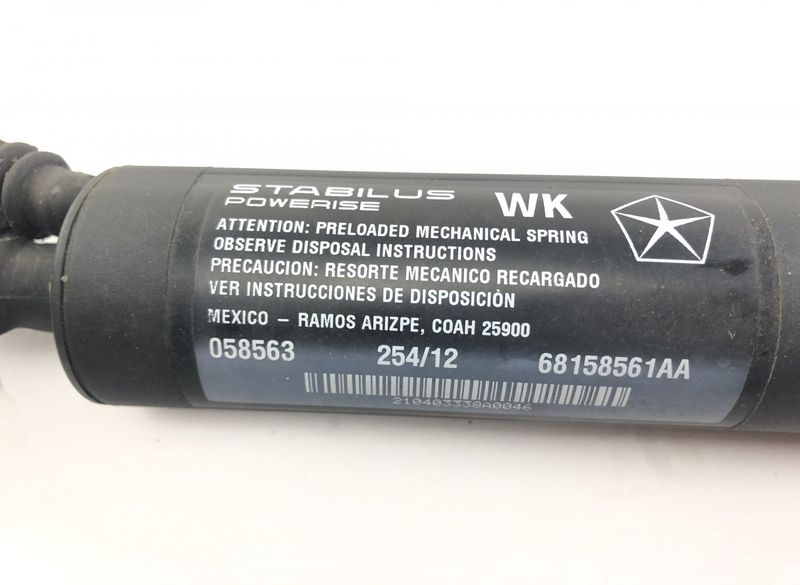 STABILUS WK
POWERISE
ATTENTION: PRELOADED MECHANICAL SPRING
OBSERVE DISPOSAL INSTRUCTIONS
PRECAUCION: RESORTE MECANICO RECARGADO
VER INSTRUCCIONES DE DISPOSICIÒN
MEXICO – RAMOS ARIZPE, COAH 25900
058563 254/12 68158561AA
210403338A0046